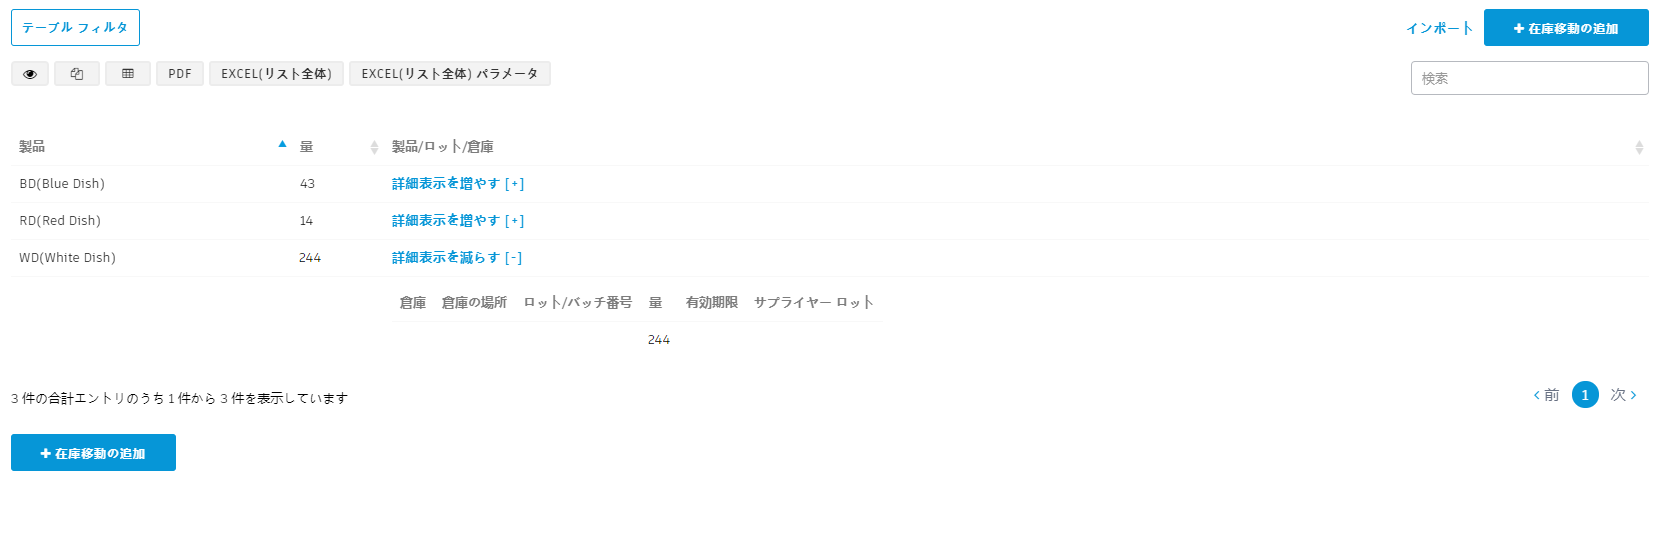 テーブル フィルタ
インポート
在庫移動の追加
PDF
EXCEL(リスト全体)
EXCEL(リスト全体) パラメータ
検索
製品 量 製品/ロット/倉庫
BD(Blue Dish) 43 詳細表示を増やす [+]
RD(Red Dish) 14 詳細表示を増やす [+]
WD(White Dish) 244 詳細表示を減らす [-]
倉庫 倉庫の場所 ロット/バッチ番号 量 有効期限 サプライヤー ロット
244
3 件の合計エントリのうち 1 件から 3 件を表示しています
前 1 次
在庫移動の追加